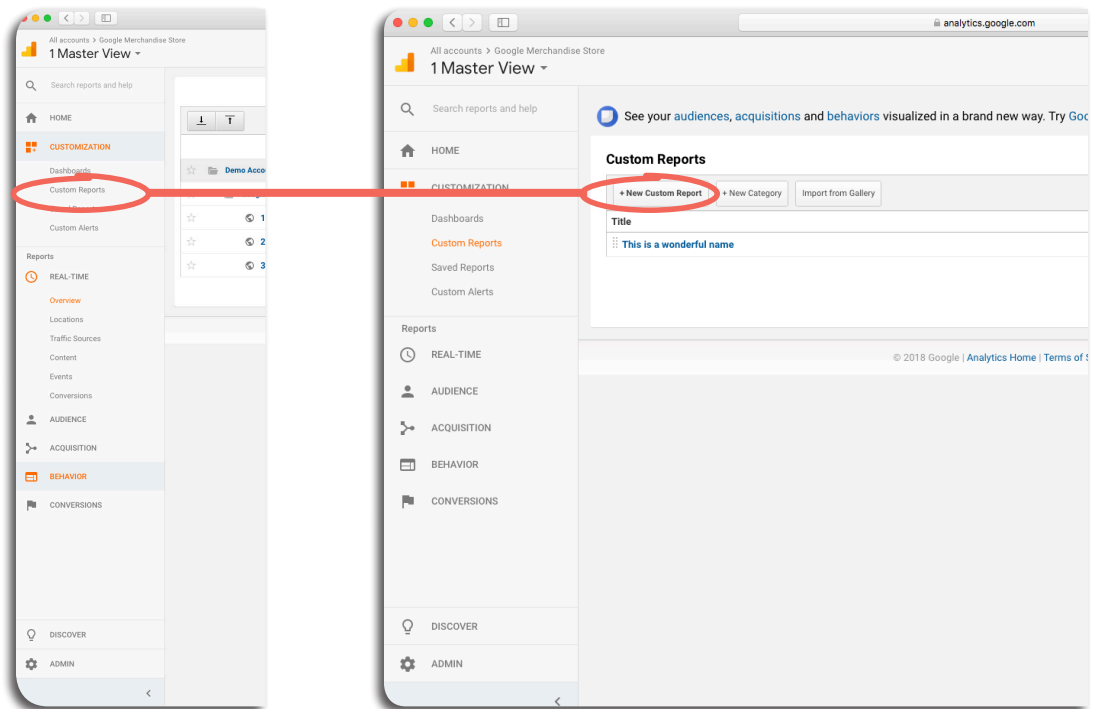 All accounts > Google Merchandise Store
1 Master View
Search reports and help
HOME
CUSTOMIZATION
Dashboards
Custom Reports
Custom Alerts
Reports
REAL-TIME
Overview
Locations
Traffic Sources
Content
Events
Conversions
AUDIENCE
ACQUISITION
BEHAVIOR
CONVERSIONS
DISCOVER
ADMIN
Demo Acco
1
2
3
analytics.google.com
All accounts > Google Merchandise Store
1 Master View
Search reports and help
HOME
CUSTOMIZATION
Dashboards
Custom Reports
Saved Reports
Custom Alerts
Reports
REAL-TIME
AUDIENCE
ACQUISITION
BEHAVIOR
CONVERSIONS
DISCOVER
ADMIN
See your audiences, acquisitions and behaviors visualized in a brand new way. Try Goo
Custom Reports
+ New Custom Report + New Category Import from Gallery
Title
This is a wonderful name
© 2018 Google | Analytics Home | Terms of